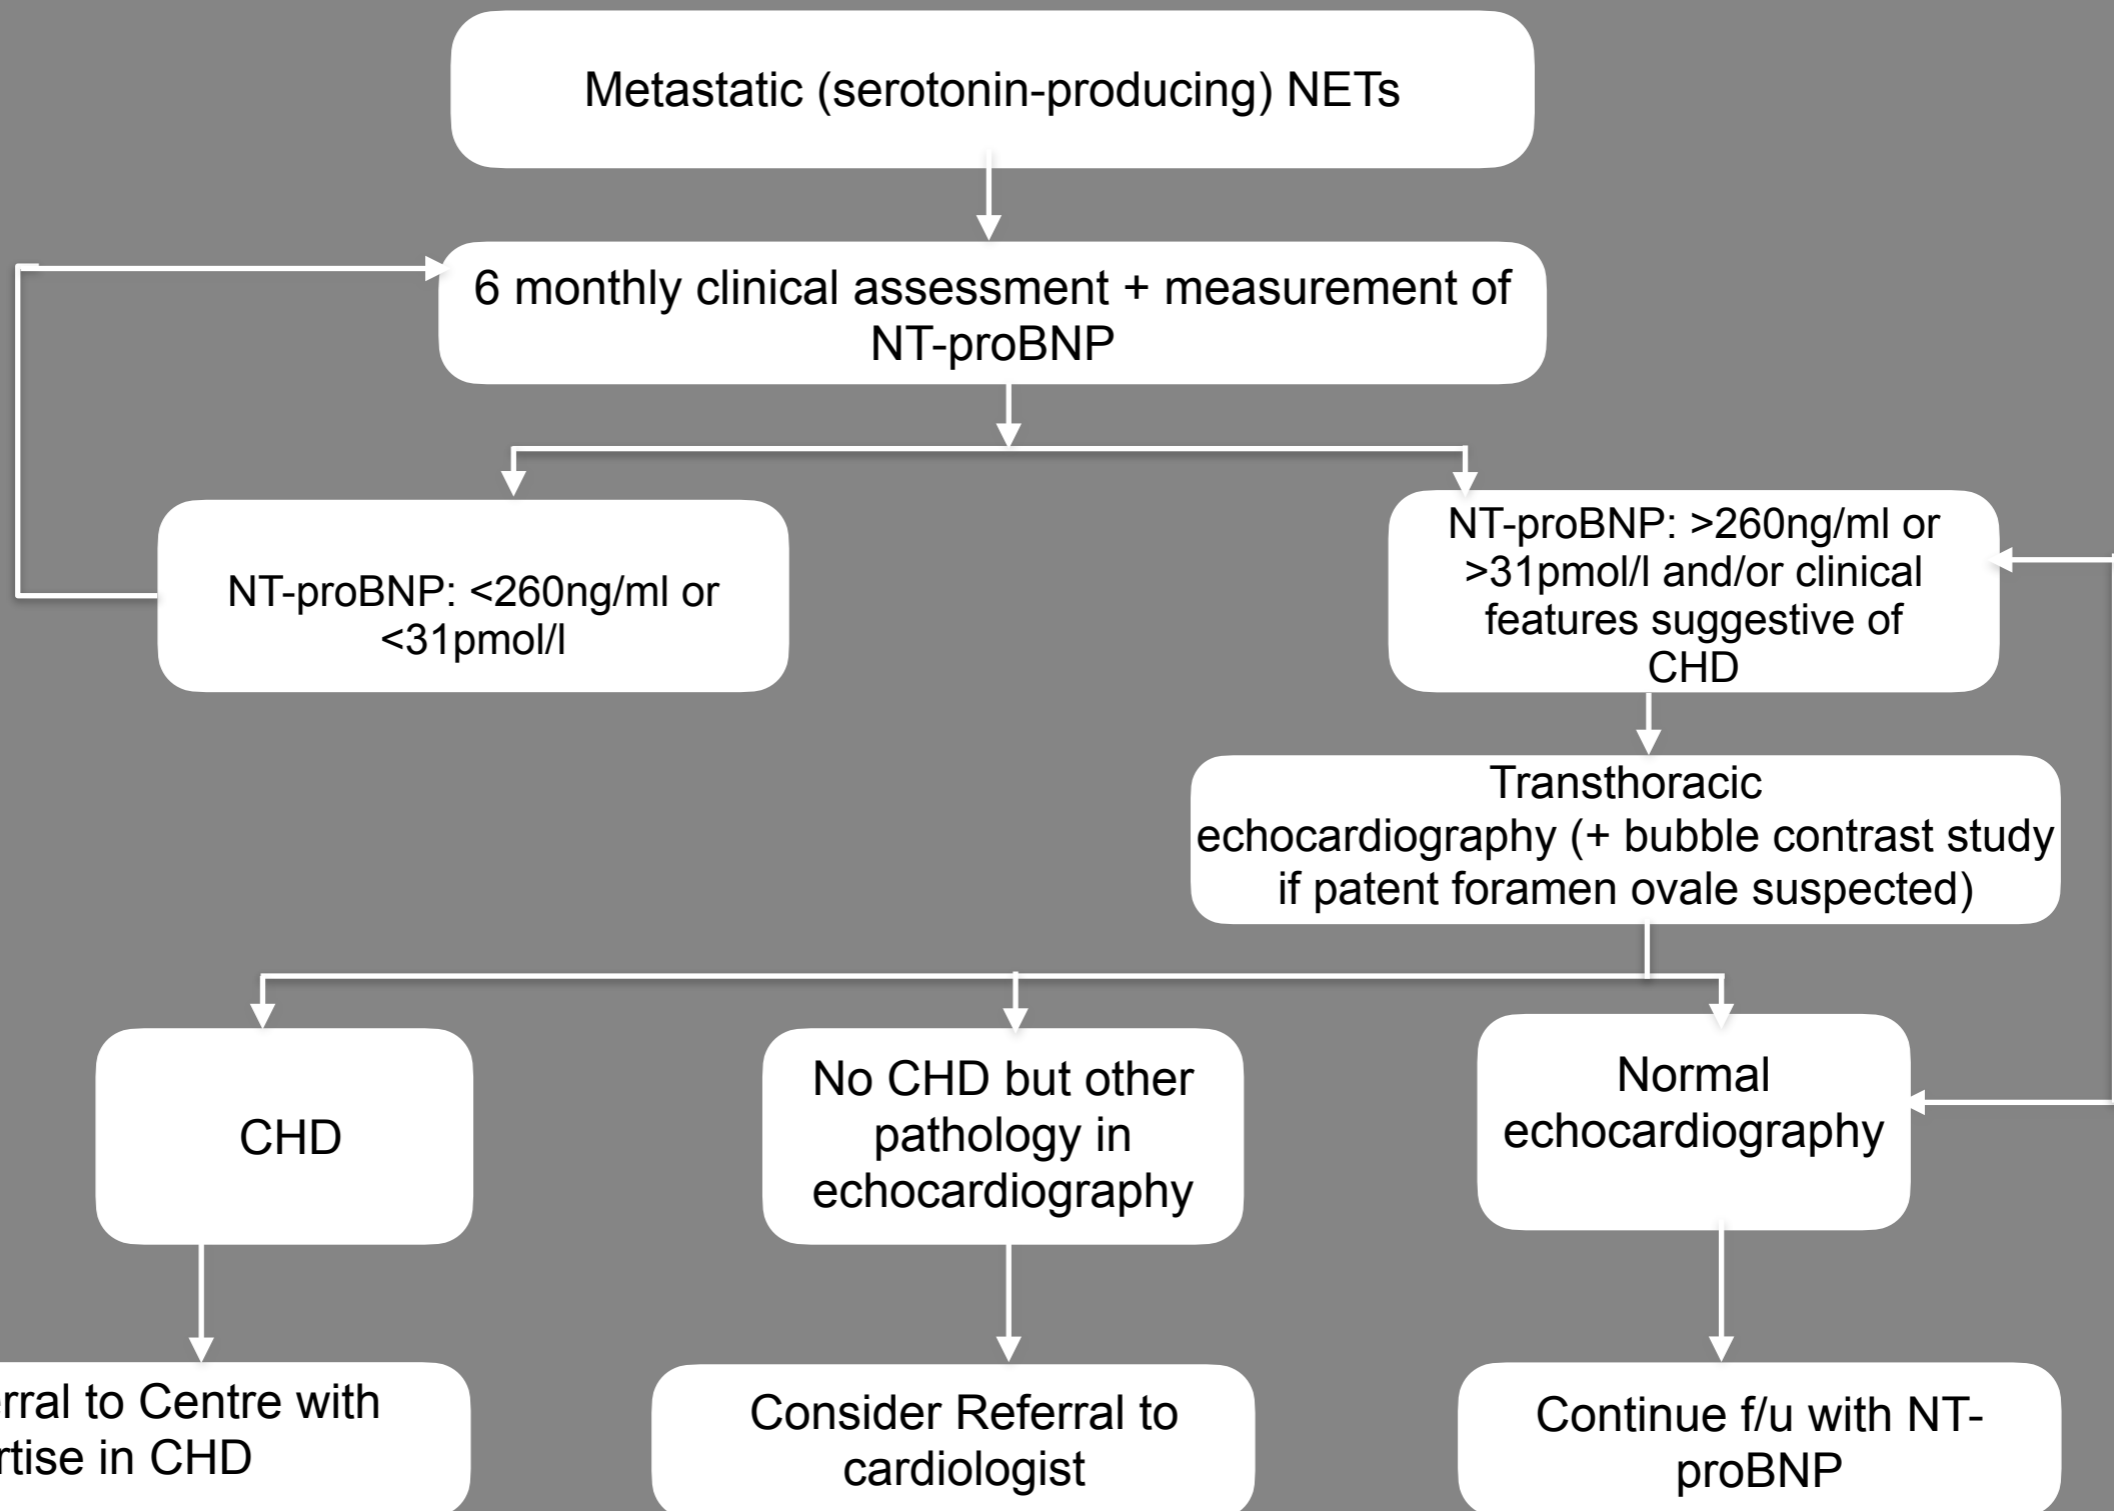 Metastatic (serotonin-producing) NETs
6 monthly clinical assessment + measurement of
NT-proBNP
NT-proBNP: <260ng/ml or
<31pmol/l
NT-proBNP: >260ng/ml or
>31pmol/l and/or clinical
features suggestive of
CHD
Transthoracic
echocardiography (+ bubble contrast study
if patent foramen ovale suspected)
CHD
No CHD but other
pathology in
echocardiography
Normal
echocardiography
rral to Centre with
rtise in CHD
Consider Referral to
cardiologist
Continue f/u with NT-
proBNP